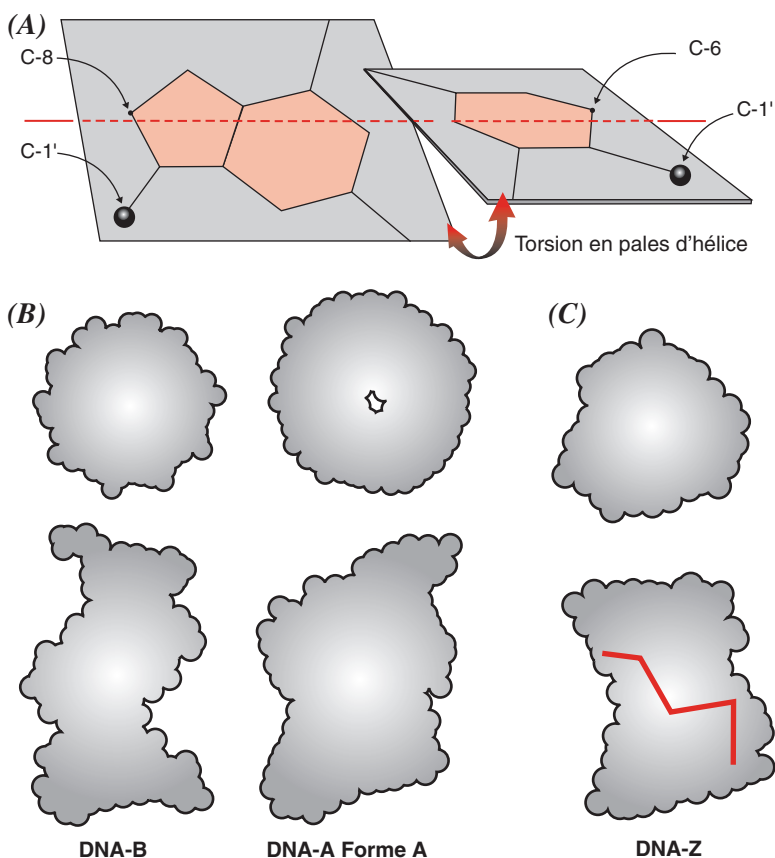 (A)
C-8
C-6
C-1'
C-1'
Torsion en pales d'hélice
(B)
(C)
DNA-B
DNA-A Forme A
DNA-Z